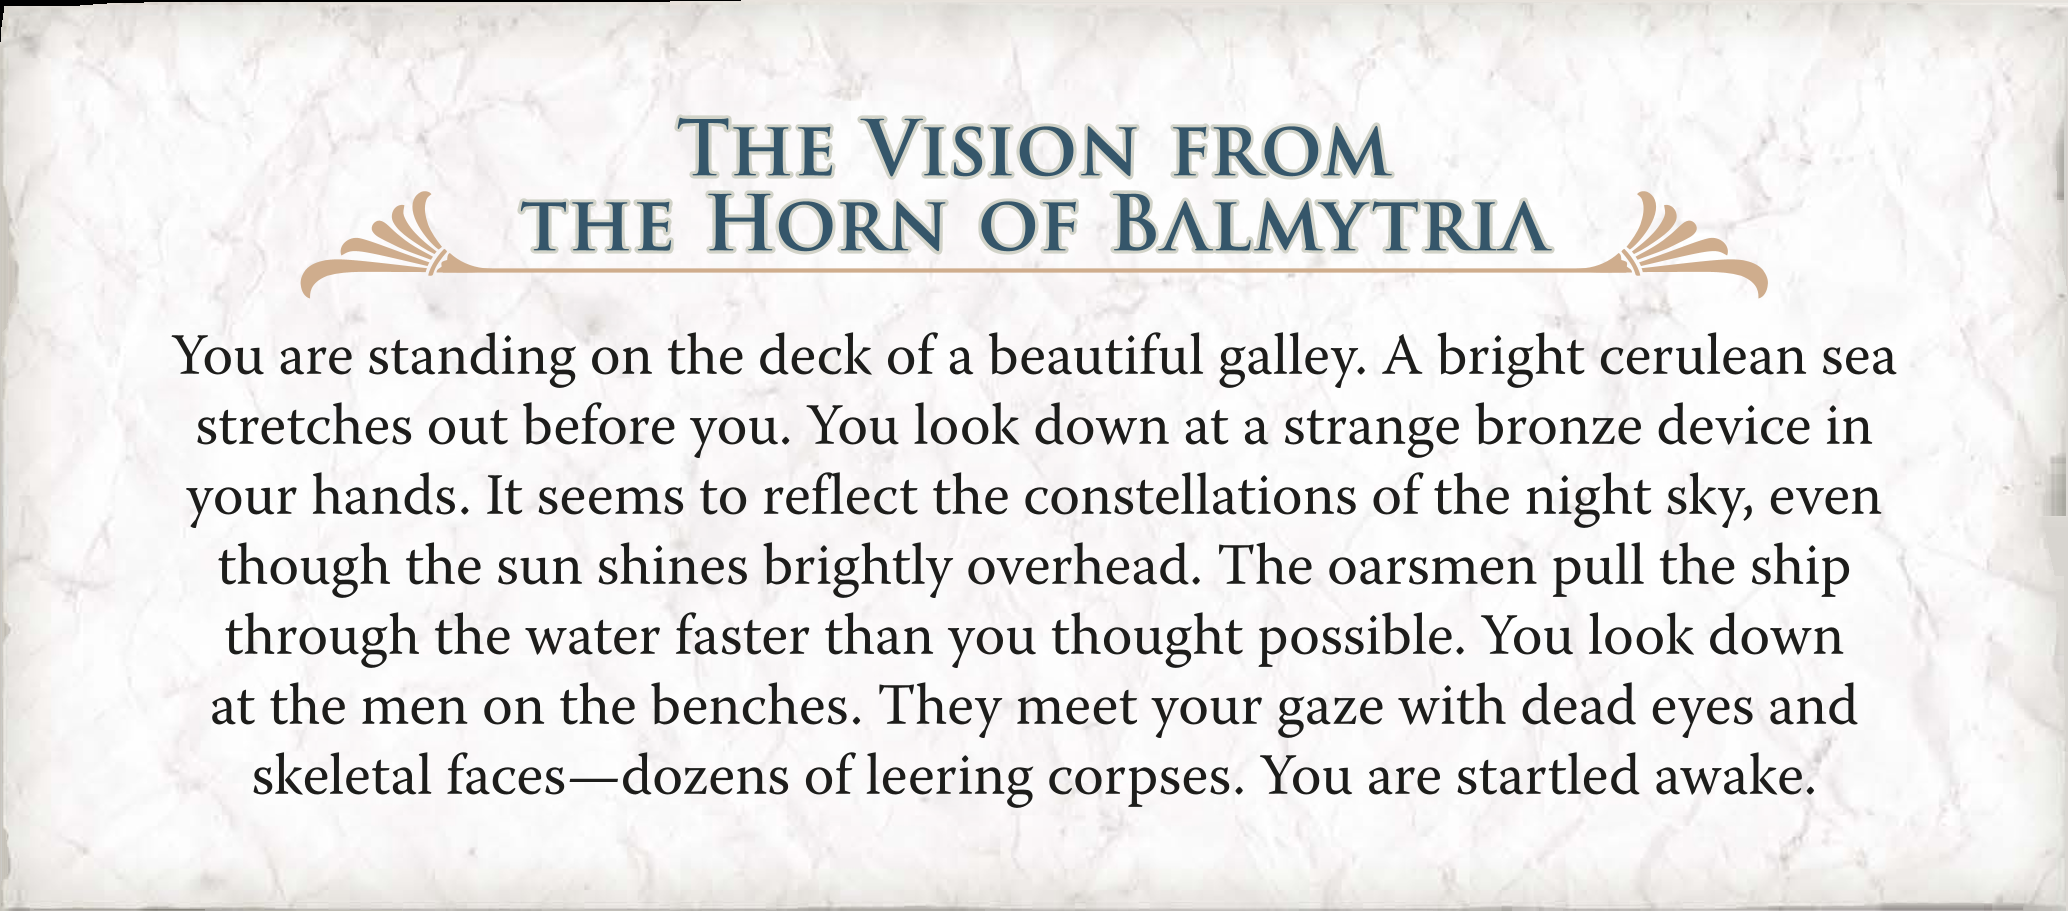 The Vision from
the Horn of Balmytria
You are standing on the deck of a beautiful galley. A bright cerulean sea
stretches out before you. You look down at a strange bronze device in
your hands. It seems to reflect the constellations of the night sky, even
though the sun shines brightly overhead. The oarsmen pull the ship
through the water faster than you thought possible. You look down
at the men on the benches. They meet your gaze with dead eyes and
skeletal faces—dozens of leering corpses. You are startled awake.